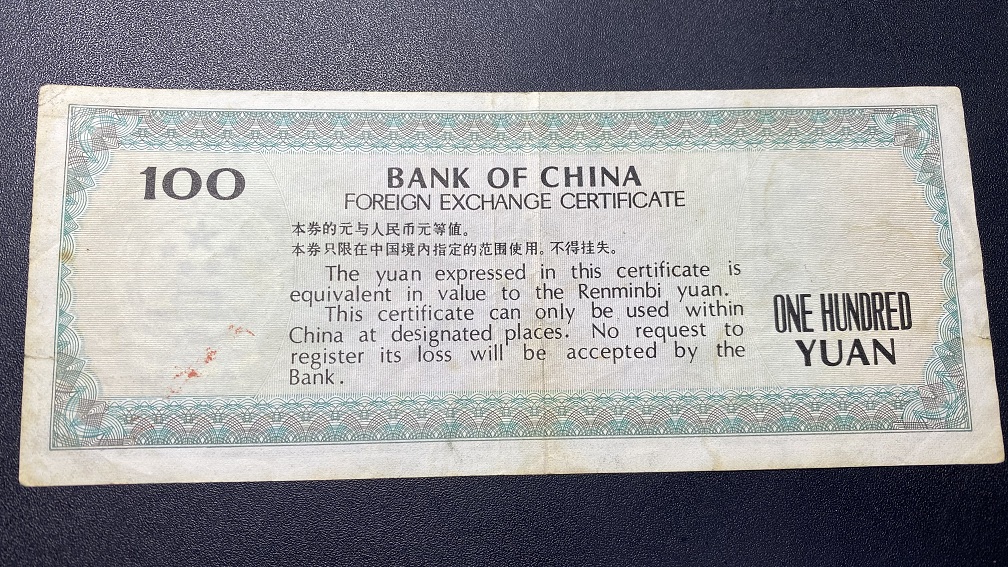 100
BANK OF CHINA
FOREIGN EXCHANGE CERTIFICATE
本券的元与人民币元等值。
本券只限在中国境内指定的范围使用。不得挂失。
The yuan expressed in this certificate is
equivalent in value to the Renminbi yuan.
This certificate can only be used within
China at designated places. No request to
register its loss will be accepted by the
Bank.
ONE HUNDRED
YUAN